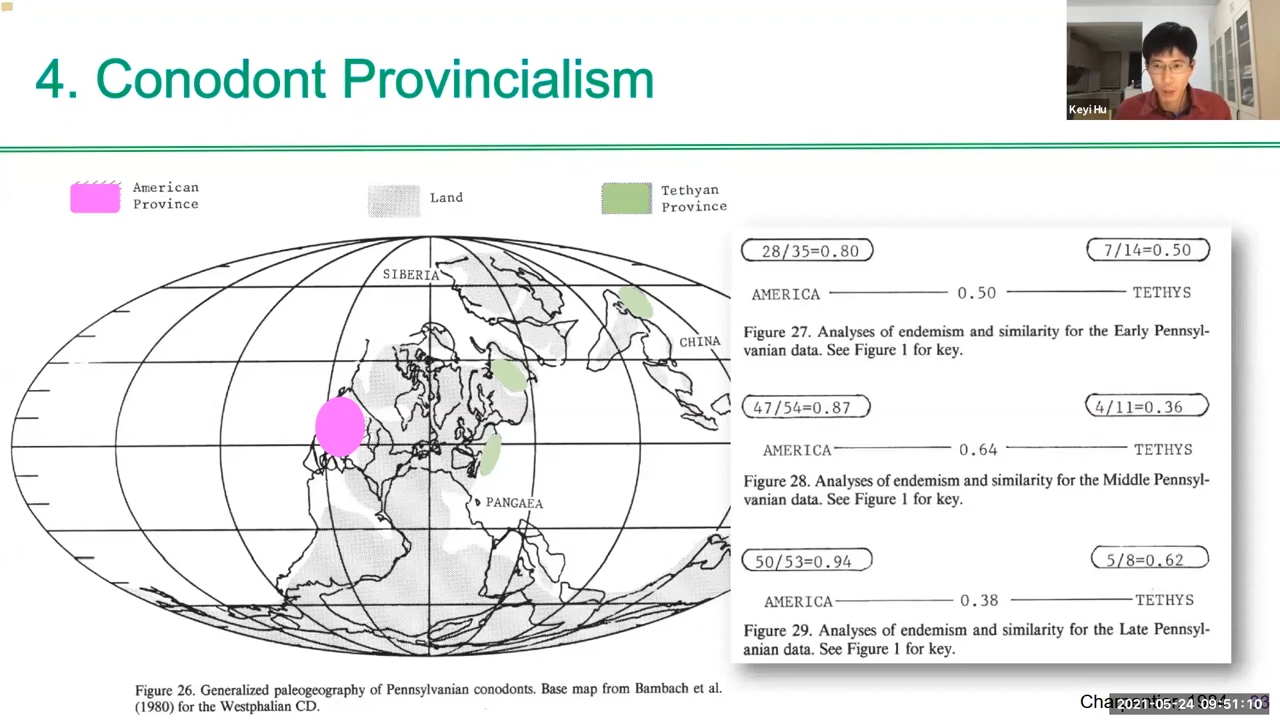 4. Conodont Provincialism
Keyi Hu
American
Province
Land
Tethyan
Province
SIBERIA
CHINA
PANGAEA
28/35=0.80 7/14=0.50
AMERICA 0.50 TETHYS
Figure 27. Analyses of endemism and similarity for the Early Pennsyl-
vanian data. See Figure 1 for key.
47/54=0.87 4/11=0.36
AMERICA 0.64 TETHYS
Figure 28. Analyses of endemism and similarity for the Middle Pennsyl-
vanian data. See Figure 1 for key.
50/53=0.94 5/8=0.62
AMERICA 0.38 TETHYS
Figure 29. Analyses of endemism and similarity for the Late Pennsyl-
anian data. See Figure 1 for key.
Figure 26. Generalized paleogeography of Pennsylvanian conodonts. Base map from Bambach et al.
(1980) for the Westphalian CD.
2021-05-24 09:51:10